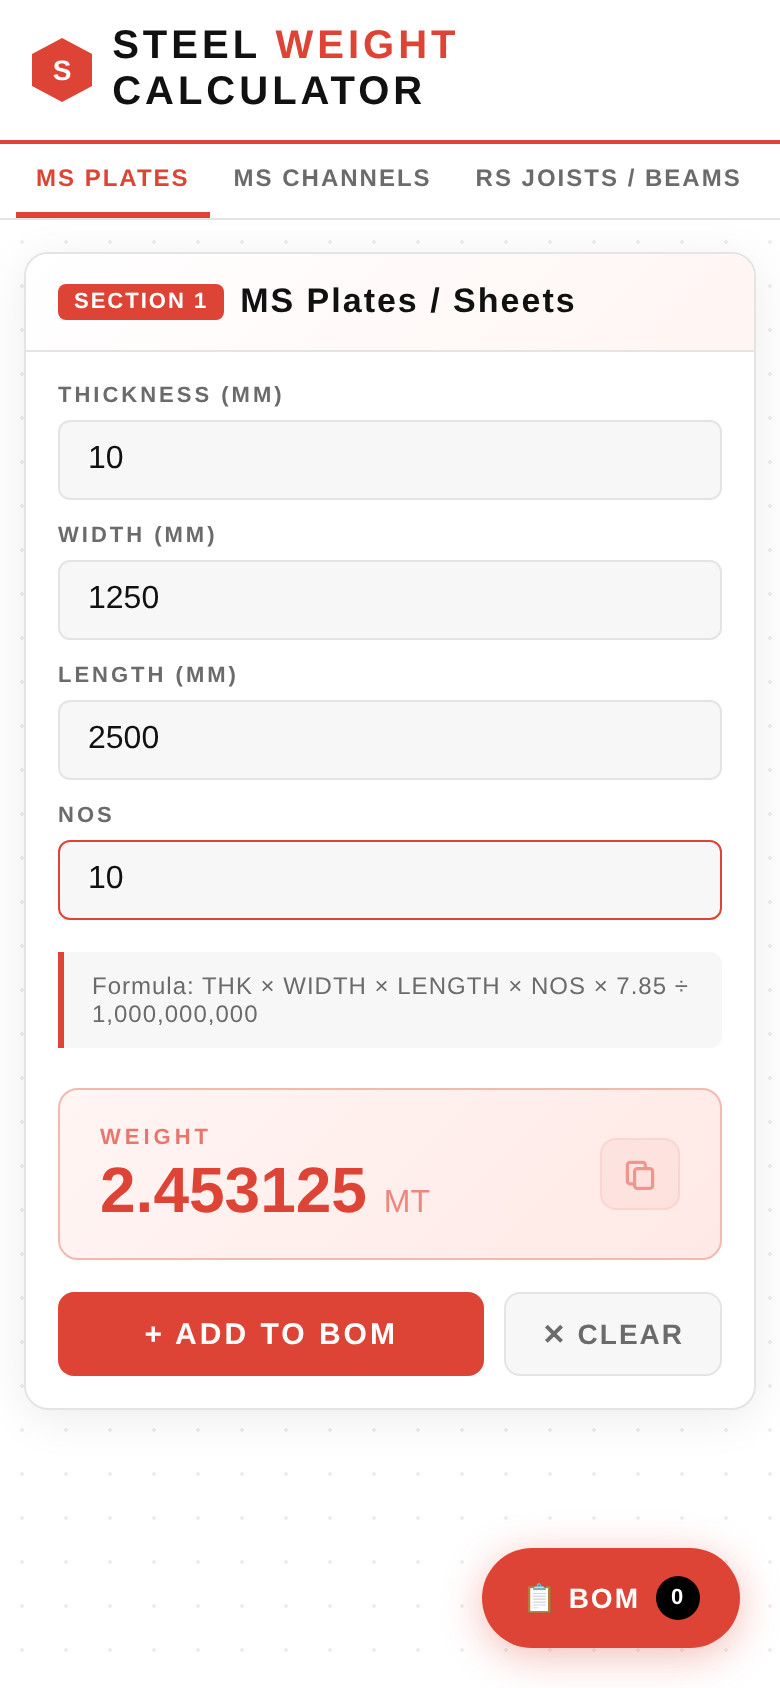 S
STEEL WEIGHT
CALCULATOR
MS PLATES MS CHANNELS RS JOISTS / BEAMS
SECTION 1 MS Plates / Sheets
THICKNESS (MM)
10
WIDTH (MM)
1250
LENGTH (MM)
2500
NOS
10
Formula: THK × WIDTH × LENGTH × NOS × 7.85 ÷
1,000,000,000
WEIGHT
2.453125 MT
+ ADD TO BOM ✕ CLEAR
📋 BOM 0